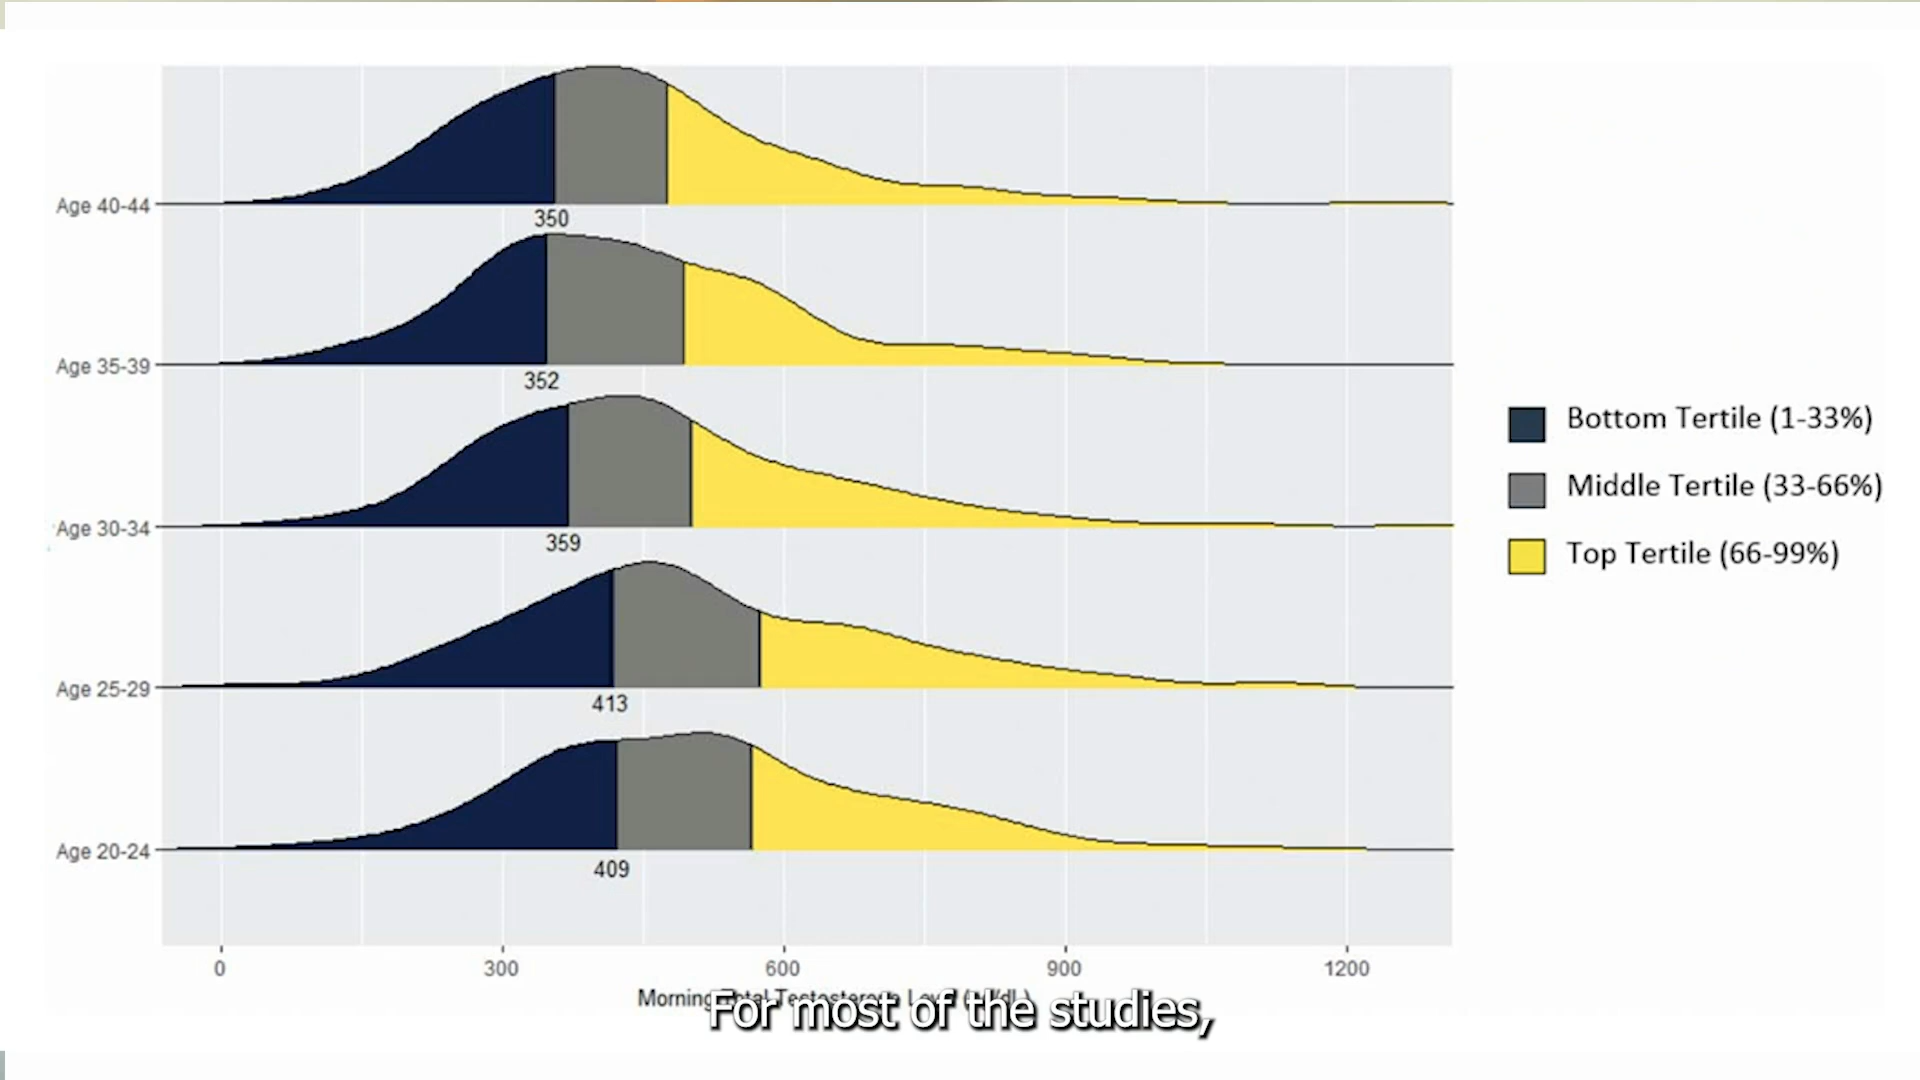 Age 40-44
350
Age 35-39
352
Age 30-34
359
Age 25-29
413
Age 20-24
409
0 300 600 900 1200
Morning Testosterone
For most of the studies,
Bottom Tertile (1-33%)
Middle Tertile (33-66%)
Top Tertile (66-99%)